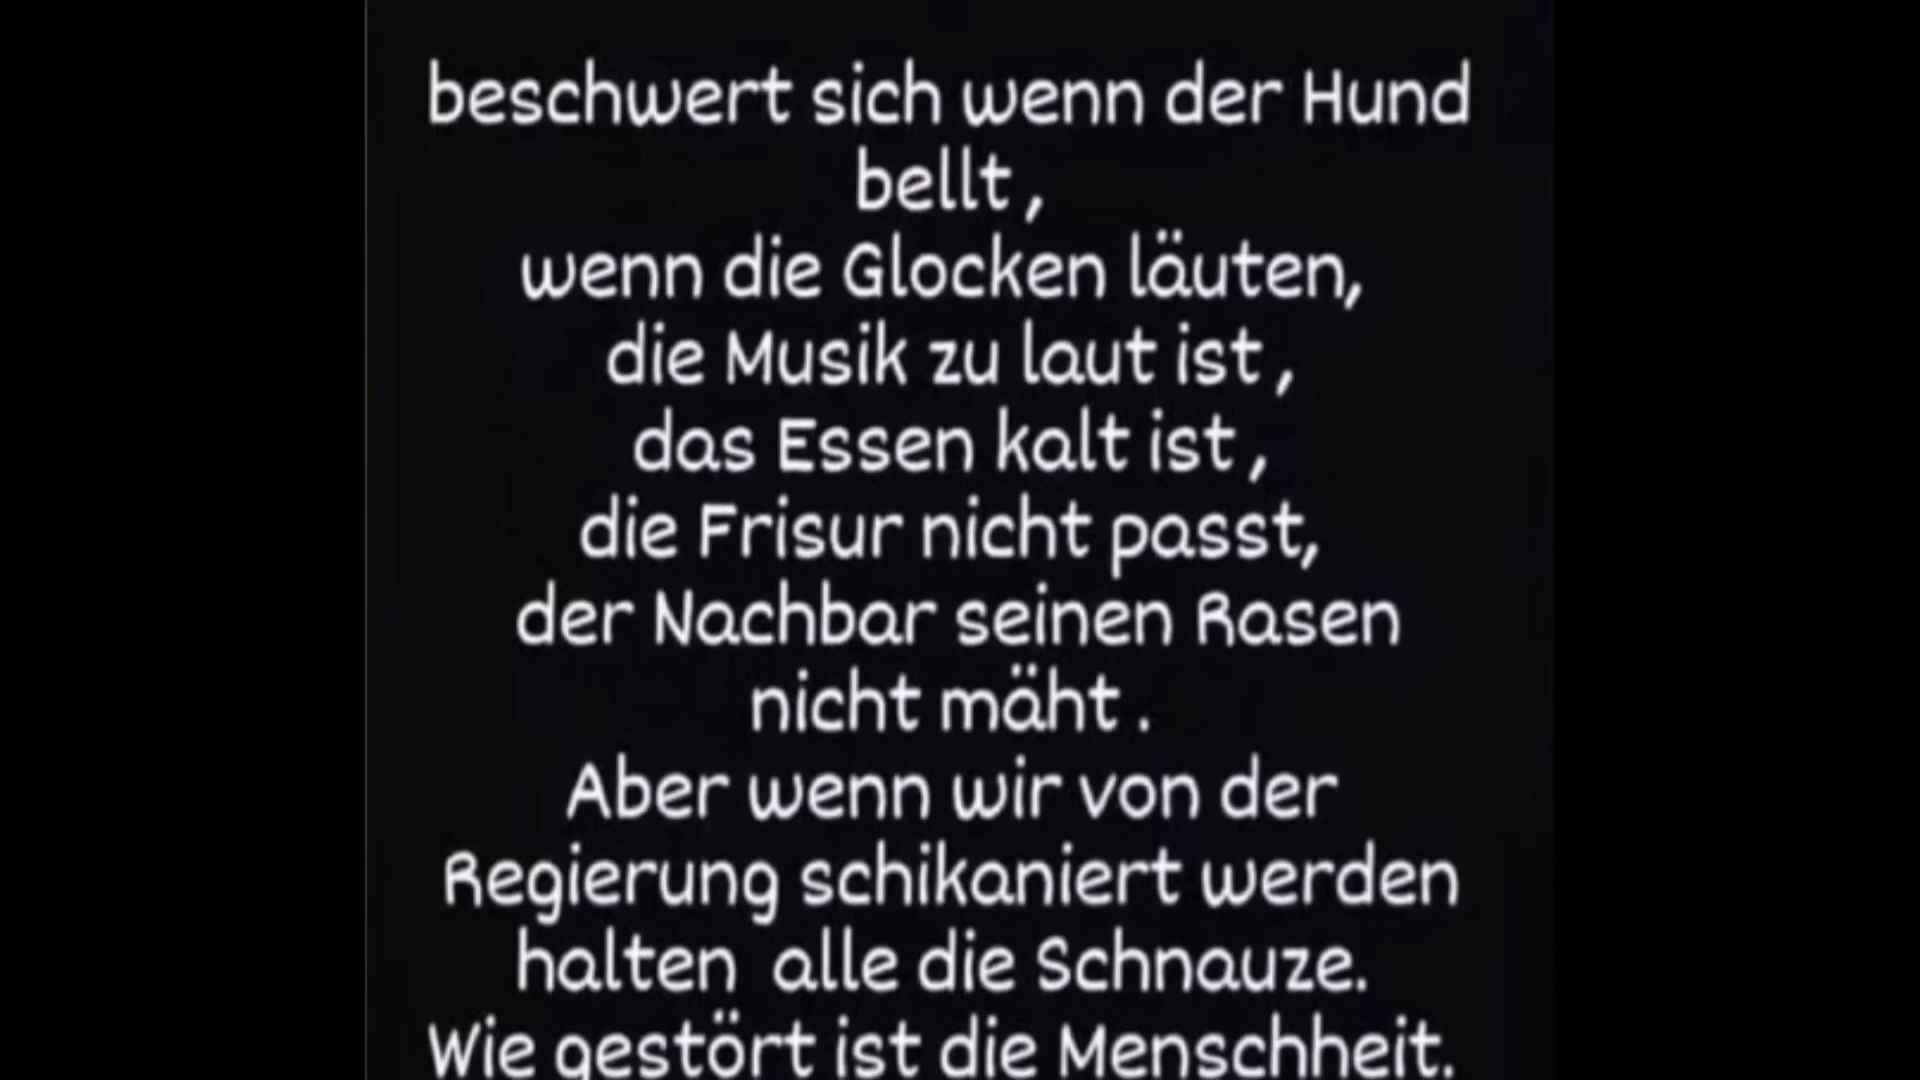 beschwert sich wenn der Hund
bellt ,
wenn die Glocken läuten,
die Musik zu laut ist ,
das Essen kalt ist ,
die Frisur nicht passt,
der Nachbar seinen Rasen
nicht mäht .
Aber wenn wir von der
Regierung schikaniert werden
halten alle die Schnauze.
Wie gestört ist die Menschheit.